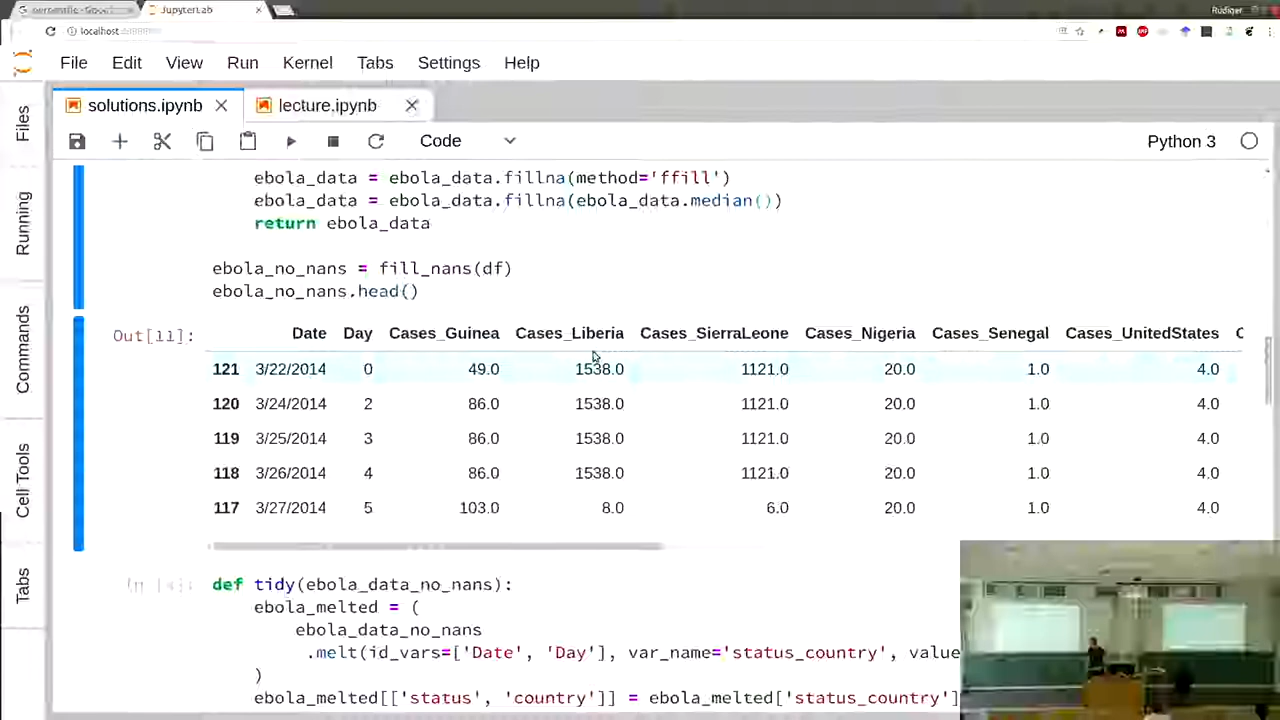 JupyterLab
Rüdiger
localhost
File Edit View Run Kernel Tabs Settings Help
solutions.ipynb lecture.ipynb
Code Python 3
Files
Running
Commands
Cell Tools
Tabs
ebola_data = ebola_data.fillna(method='ffill')
ebola_data = ebola_data.fillna(ebola_data.median())
return ebola_data
ebola_no_nans = fill_nans(df)
ebola_no_nans.head()
Out[11]:
Date Day Cases_Guinea Cases_Liberia Cases_SierraLeone Cases_Nigeria Cases_Senegal Cases_UnitedStates
121 3/22/2014 0 49.0 1538.0 1121.0 20.0 1.0 4.0
120 3/24/2014 2 86.0 1538.0 1121.0 20.0 1.0 4.0
119 3/25/2014 3 86.0 1538.0 1121.0 20.0 1.0 4.0
118 3/26/2014 4 86.0 1538.0 1121.0 20.0 1.0 4.0
117 3/27/2014 5 103.0 8.0 6.0 20.0 1.0 4.0
def tidy(ebola_data_no_nans):
ebola_melted = (
ebola_data_no_nans
.melt(id_vars=['Date', 'Day'], var_name='status_country', value
)
ebola_melted[['status', 'country']] = ebola_melted['status_country']